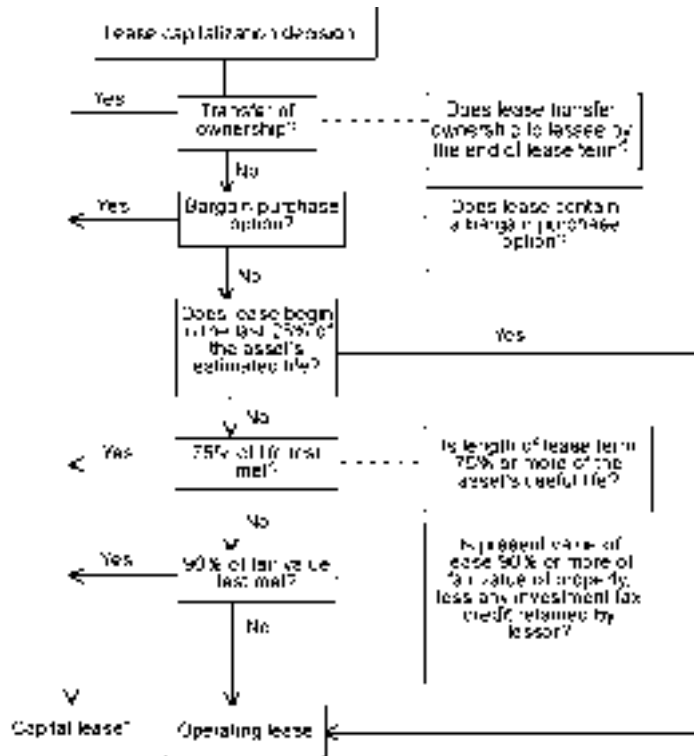 Lease capitalization decision
Yes
Transfer of
ownership?
Does lease transfer
ownership to lessee by
the end of lease term?
No
Yes
Bargain purchase
option?
Does lease contain
a bargain purchase
option?
No
Does lease begin
in the last 25% of
the asset's
estimated life?
Yes
No
Yes
75% of life test
met?
Is length of lease term
75% or more of the
asset's useful life?
No
Yes
90% of fair value
test met?
Is present value of
lease 90% or more of
fair value of property,
less any investment tax
credit retained by
lessor?
No
Capital lease*
Operating lease